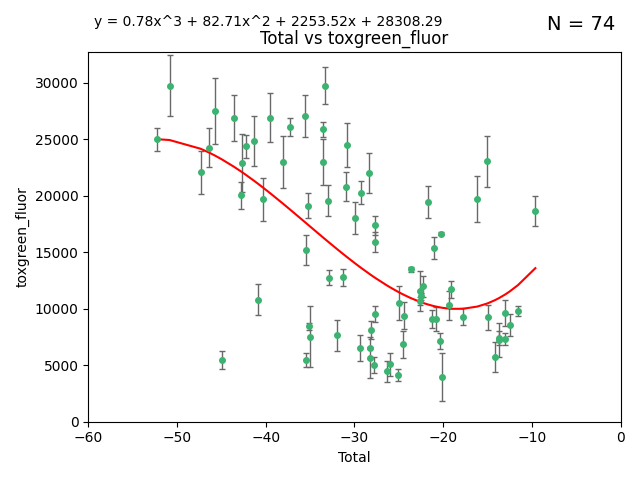 y = 0.78x^3 + 82.71x^2 + 2253.52x + 28308.29
N = 74
Total vs toxgreen_fluor
30000
25000
20000
15000
10000
5000
0
toxgreen_fluor
−60 −50 −40 −30 −20 −10 0
Total